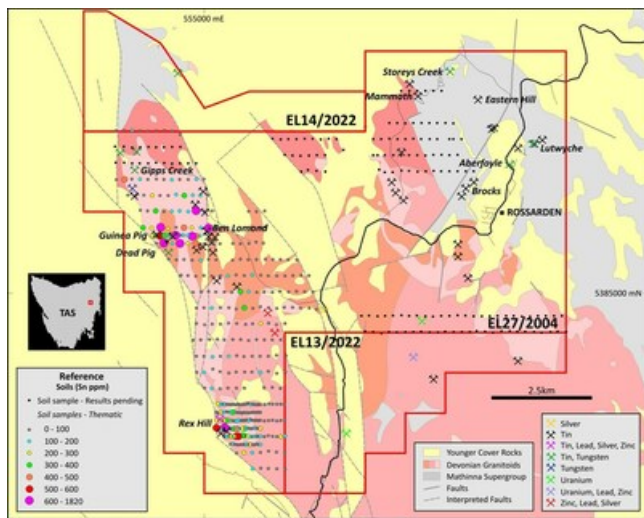 555000 mE
Storeys Creek
Mammoth
Eastern Hill
EL14/2022
Lutwyche
Aberfoyle
Gipps Creek
Brocks
ROSSARDEN
Guinea Pig
Ben Lomond
Dead Pig
TAS
5385000 mN
EL27/2004
EL13/2022
2.5km
Rex Hill
Reference
Soils (Sn ppm)
Soil sample - Results pending
Soil samples - Thematic
0 - 100
100 - 200
200 - 300
300 - 400
400 - 500
500 - 600
600 - 1820
Younger Cover Rocks
Devonian Granitoids
Mathinna Supergroup
Faults
Interpreted Faults
Silver
Tin
Tin, Lead, Silver, Zinc
Tin, Tungsten
Tungsten
Uranium
Uranium, Lead, Zinc
Zinc, Lead, Silver